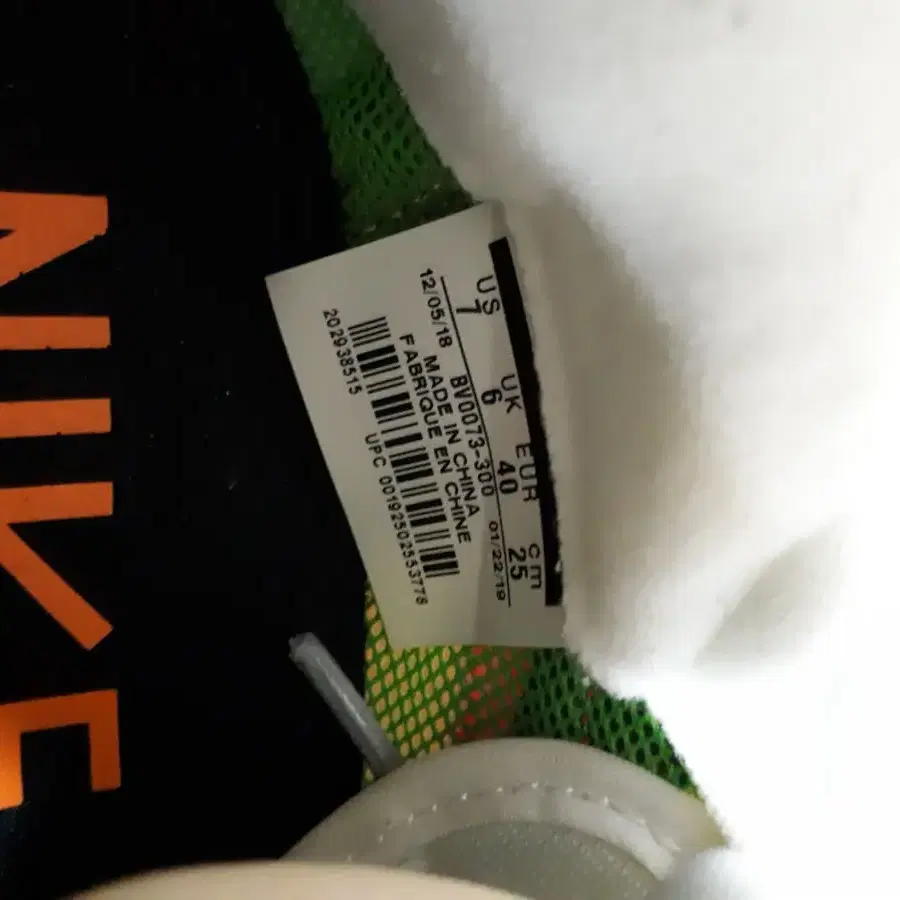 NIKE
US UK EUR cm
7 6 40 25
12/05/18 BV0073-300 01/22/19
MADE IN CHINA
FABRIQUE EN CHINE
202938515 UPC 00192502553778